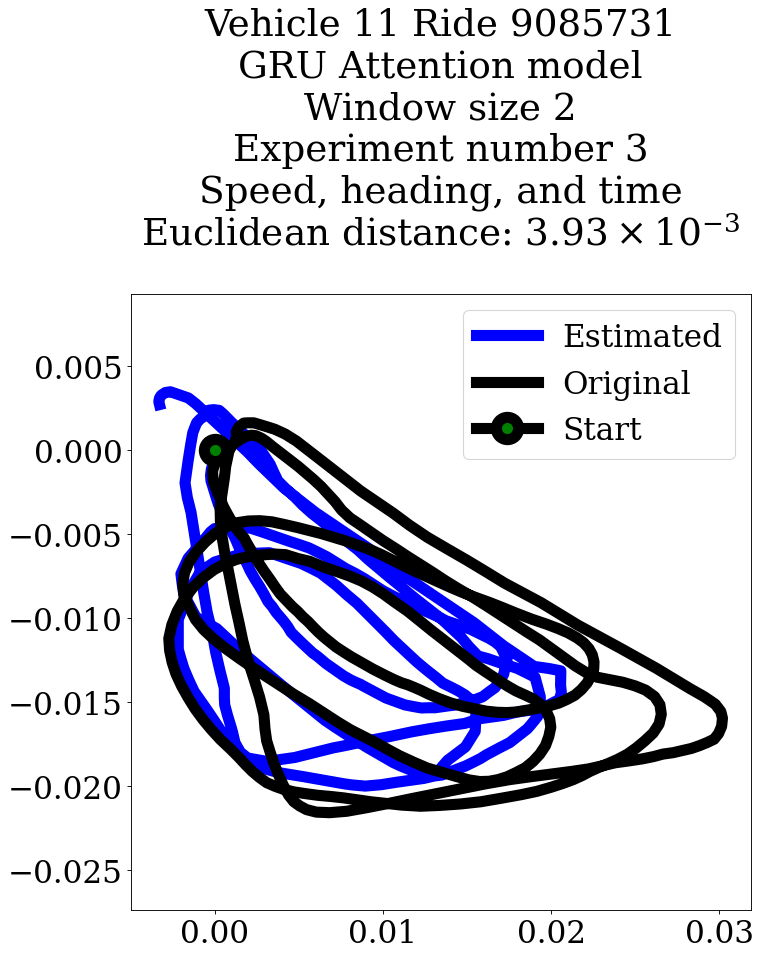 Vehicle 11 Ride 9085731
GRU Attention model
Window size 2
Experiment number 3
Speed, heading, and time
Euclidean distance: 3.93 × 10⁻³
Estimated
Original
Start
0.005
0.000
−0.005
−0.010
−0.015
−0.020
−0.025
0.00 0.01 0.02 0.03